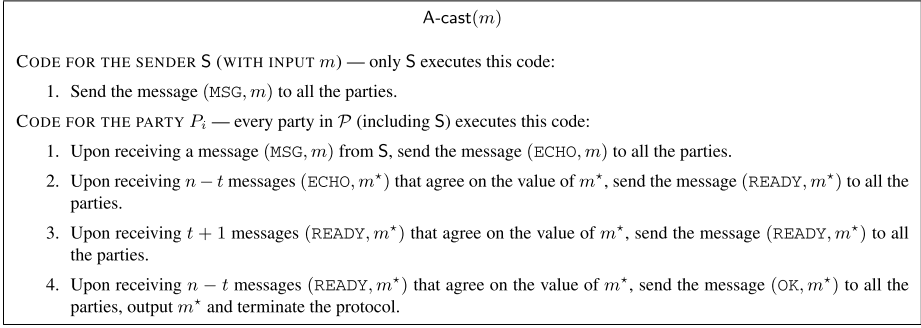 A-cast(m)
CODE FOR THE SENDER S (WITH INPUT m) — only S executes this code:
1. Send the message (MSG, m) to all the parties.
CODE FOR THE PARTY Pᵢ — every party in 𝒫 (including S) executes this code:
1. Upon receiving a message (MSG, m) from S, send the message (ECHO, m) to all the parties.
2. Upon receiving n − t messages (ECHO, m⋆) that agree on the value of m⋆, send the message (READY, m⋆) to all the
parties.
3. Upon receiving t + 1 messages (READY, m⋆) that agree on the value of m⋆, send the message (READY, m⋆) to all
the parties.
4. Upon receiving n − t messages (READY, m⋆) that agree on the value of m⋆, send the message (OK, m⋆) to all the
parties, output m⋆ and terminate the protocol.